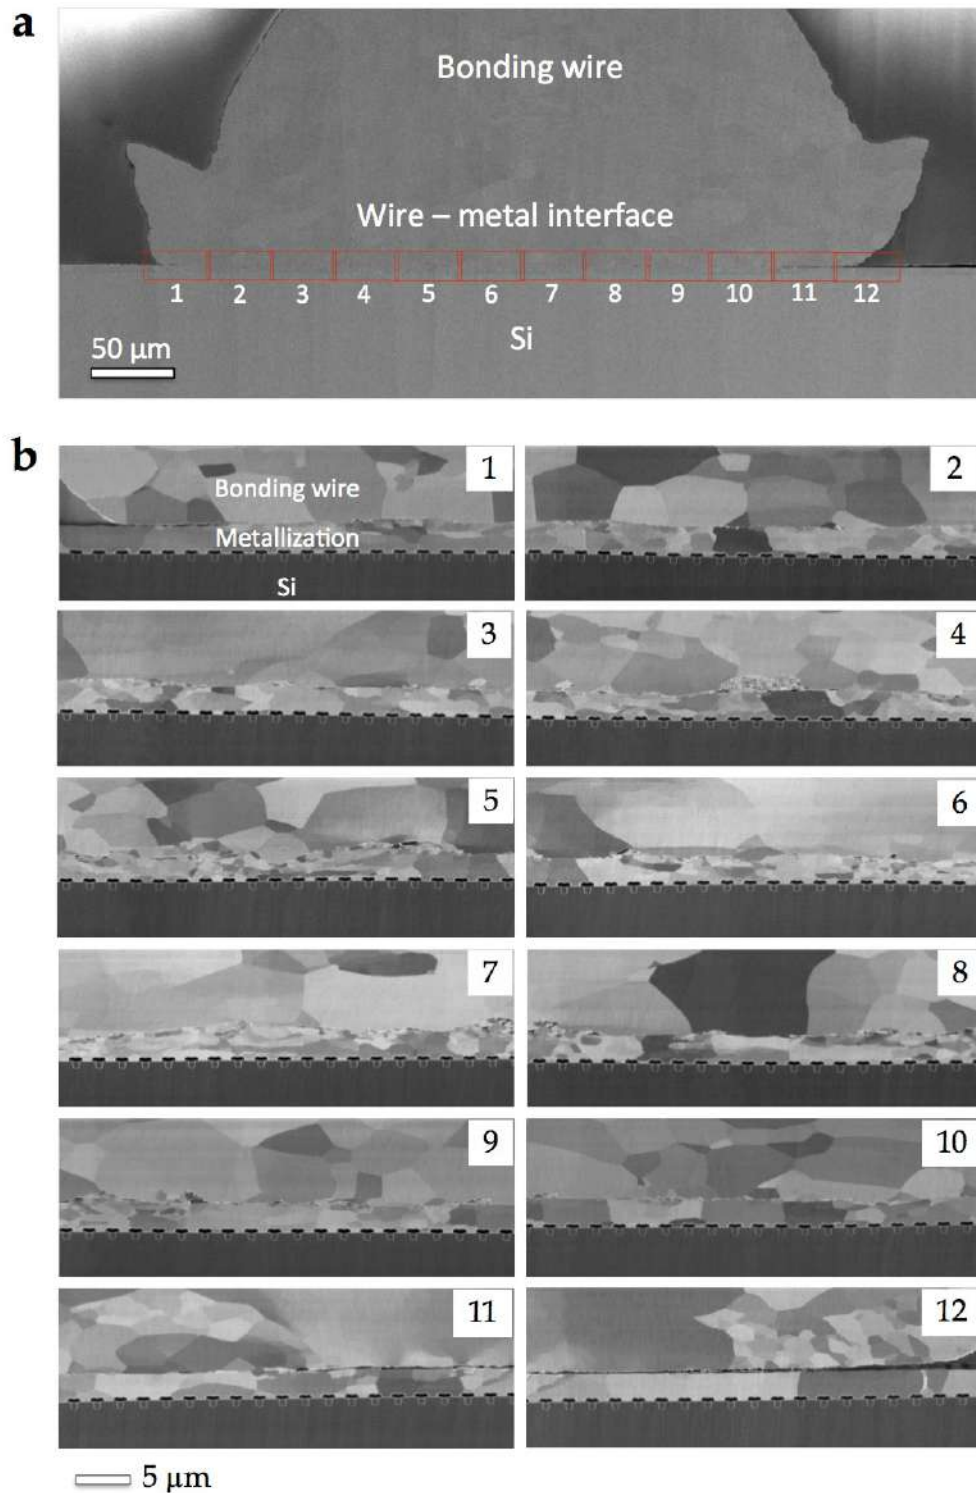 a
Bonding wire
Wire – metal interface
1 2 3 4 5 6 7 8 9 10 11 12
Si
50 μm
b
1
Bonding wire
Metallization
Si
2
3
4
5
6
7
8
9
10
11
12
5 μm